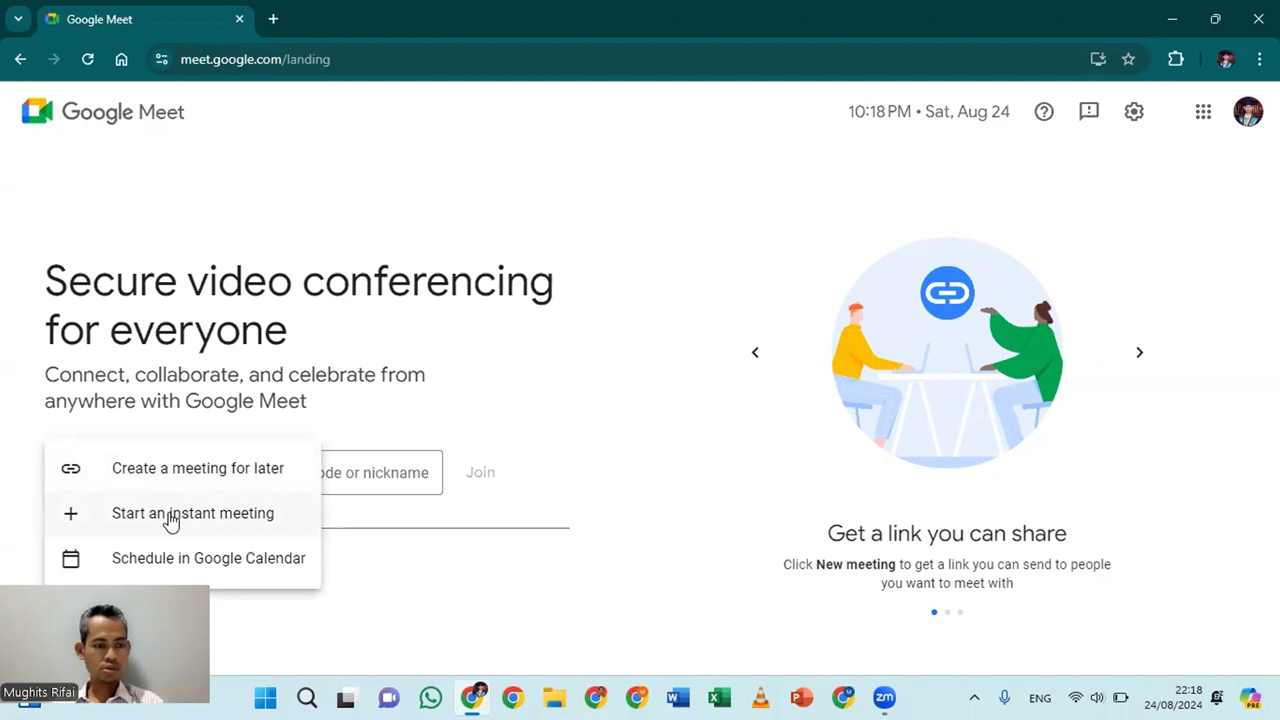 Google Meet
meet.google.com/landing
Google Meet
10:18 PM • Sat, Aug 24
Secure video conferencing
for everyone
Connect, collaborate, and celebrate from
anywhere with Google Meet
Create a meeting for later
ode or nickname
Join
Start an instant meeting
Schedule in Google Calendar
Get a link you can share
Click New meeting to get a link you can send to people
you want to meet with
Mughits Rifai
zm
ENG
22:18
24/08/2024
PRE